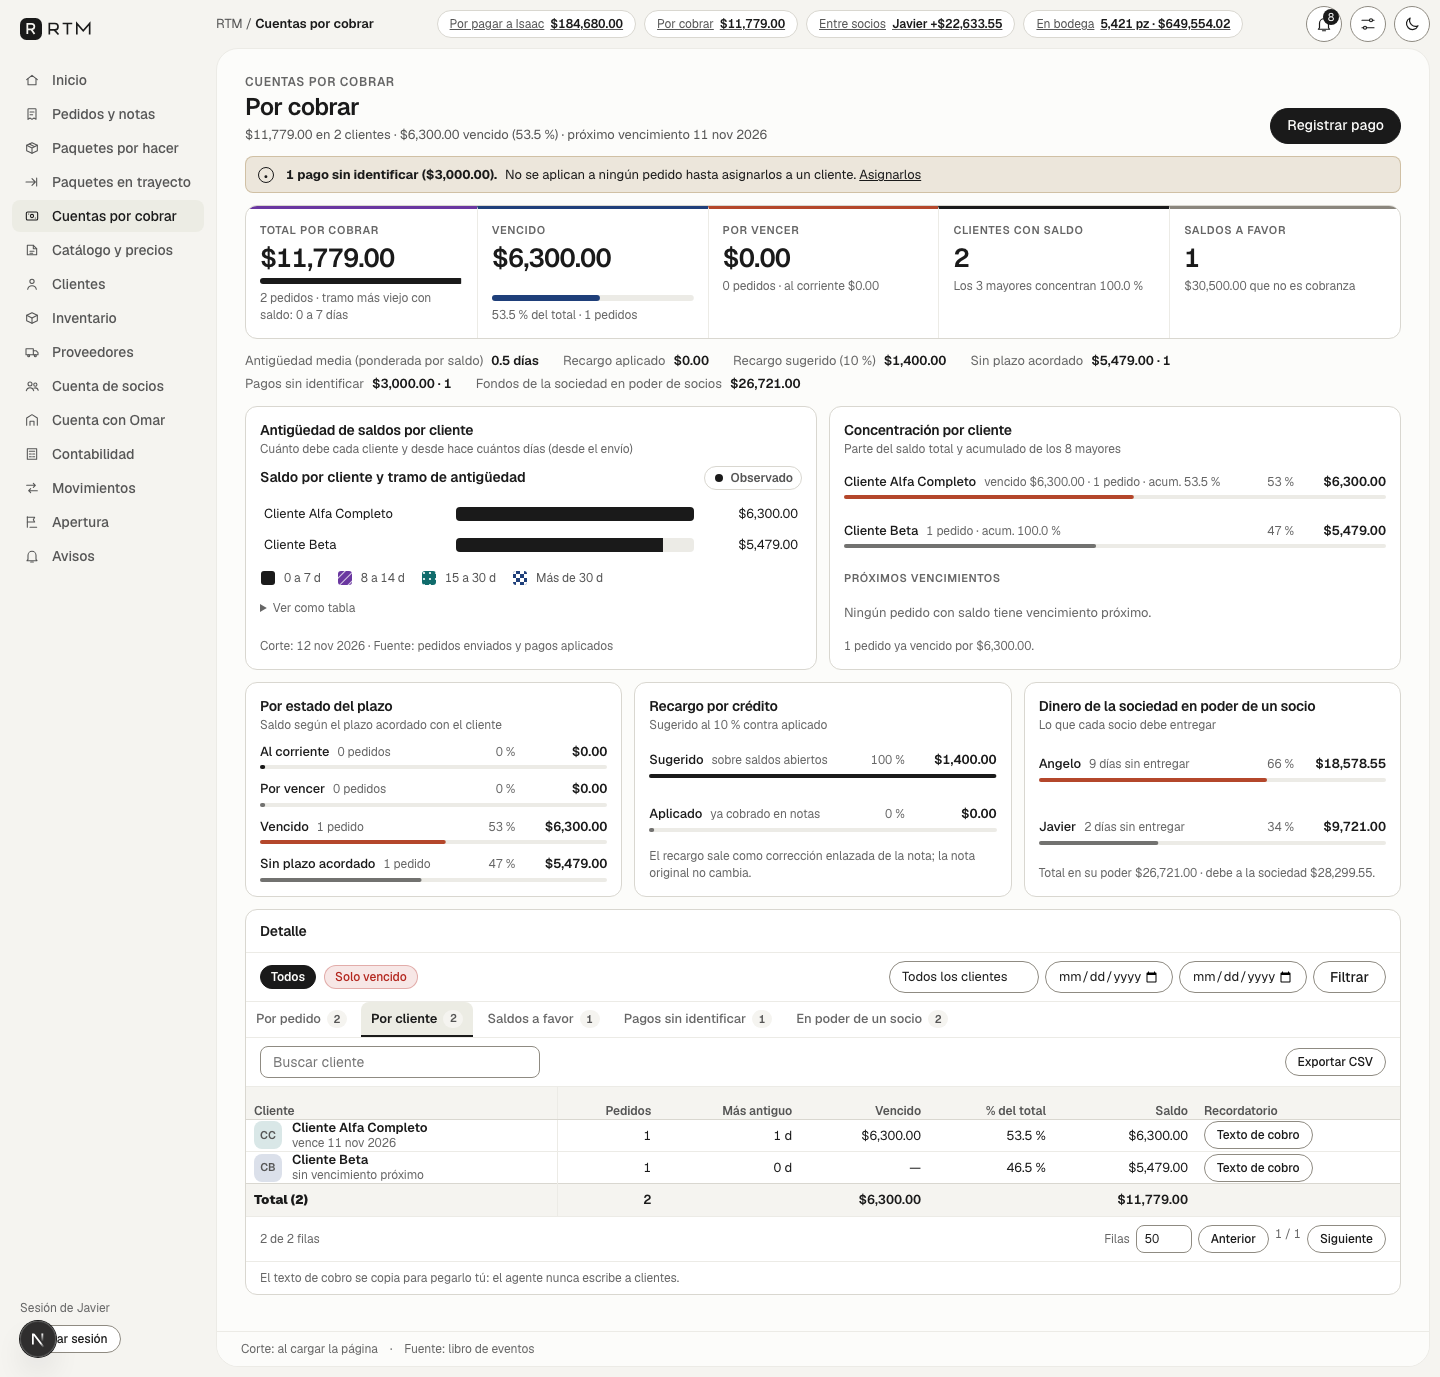 R RTM
RTM / Cuentas por cobrar
Por pagar a Isaac $184,680.00
Por cobrar $11,779.00
Entre socios Javier +$22,633.55
En bodega 5,421 pz · $649,554.02
8
Inicio
Pedidos y notas
Paquetes por hacer
Paquetes en trayecto
Cuentas por cobrar
Catálogo y precios
Clientes
Inventario
Proveedores
Cuenta de socios
Cuenta con Omar
Contabilidad
Movimientos
Apertura
Avisos
Sesión de Javier
N
ar sesión
CUENTAS POR COBRAR
Por cobrar
$11,779.00 en 2 clientes · $6,300.00 vencido (53.5 %) · próximo vencimiento 11 nov 2026
Registrar pago
1 pago sin identificar ($3,000.00). No se aplican a ningún pedido hasta asignarlos a un cliente. Asignarlos
TOTAL POR COBRAR
$11,779.00
2 pedidos · tramo más viejo con
saldo: 0 a 7 días
VENCIDO
$6,300.00
53.5 % del total · 1 pedidos
POR VENCER
$0.00
0 pedidos · al corriente $0.00
CLIENTES CON SALDO
2
Los 3 mayores concentran 100.0 %
SALDOS A FAVOR
1
$30,500.00 que no es cobranza
Antigüedad media (ponderada por saldo) 0.5 días Recargo aplicado $0.00 Recargo sugerido (10 %) $1,400.00 Sin plazo acordado $5,479.00 · 1
Pagos sin identificar $3,000.00 · 1 Fondos de la sociedad en poder de socios $26,721.00
Antigüedad de saldos por cliente
Cuánto debe cada cliente y desde hace cuántos días (desde el envío)
Saldo por cliente y tramo de antigüedad
Observado
Cliente Alfa Completo $6,300.00
Cliente Beta $5,479.00
0 a 7 d 8 a 14 d 15 a 30 d Más de 30 d
Ver como tabla
Corte: 12 nov 2026 · Fuente: pedidos enviados y pagos aplicados
Concentración por cliente
Parte del saldo total y acumulado de los 8 mayores
Cliente Alfa Completo vencido $6,300.00 · 1 pedido · acum. 53.5 % 53 % $6,300.00
Cliente Beta 1 pedido · acum. 100.0 % 47 % $5,479.00
PRÓXIMOS VENCIMIENTOS
Ningún pedido con saldo tiene vencimiento próximo.
1 pedido ya vencido por $6,300.00.
Por estado del plazo
Saldo según el plazo acordado con el cliente
Al corriente 0 pedidos 0 % $0.00
Por vencer 0 pedidos 0 % $0.00
Vencido 1 pedido 53 % $6,300.00
Sin plazo acordado 1 pedido 47 % $5,479.00
Recargo por crédito
Sugerido al 10 % contra aplicado
Sugerido sobre saldos abiertos 100 % $1,400.00
Aplicado ya cobrado en notas 0 % $0.00
El recargo sale como corrección enlazada de la nota; la nota
original no cambia.
Dinero de la sociedad en poder de un socio
Lo que cada socio debe entregar
Angelo 9 días sin entregar 66 % $18,578.55
Javier 2 días sin entregar 34 % $9,721.00
Total en su poder $26,721.00 · debe a la sociedad $28,299.55.
Detalle
Todos Solo vencido
Todos los clientes mm/dd/yyyy mm/dd/yyyy Filtrar
Por pedido 2 Por cliente 2 Saldos a favor 1 Pagos sin identificar 1 En poder de un socio 2
Buscar cliente
Exportar CSV
Cliente Pedidos Más antiguo Vencido % del total Saldo Recordatorio
CC Cliente Alfa Completo 1 1 d $6,300.00 53.5 % $6,300.00 Texto de cobro
vence 11 nov 2026
CB Cliente Beta 1 0 d — 46.5 % $5,479.00 Texto de cobro
sin vencimiento próximo
Total (2) 2 $6,300.00 $11,779.00
2 de 2 filas
Filas 50 Anterior 1 / 1 Siguiente
El texto de cobro se copia para pegarlo tú: el agente nunca escribe a clientes.
Corte: al cargar la página · Fuente: libro de eventos